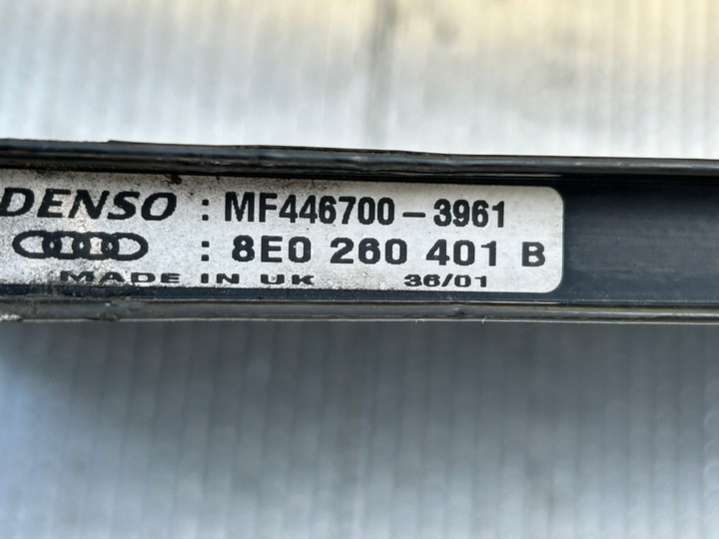 DENSO : MF446700-3961
: 8E0 260 401 B
MADE IN UK 36/01